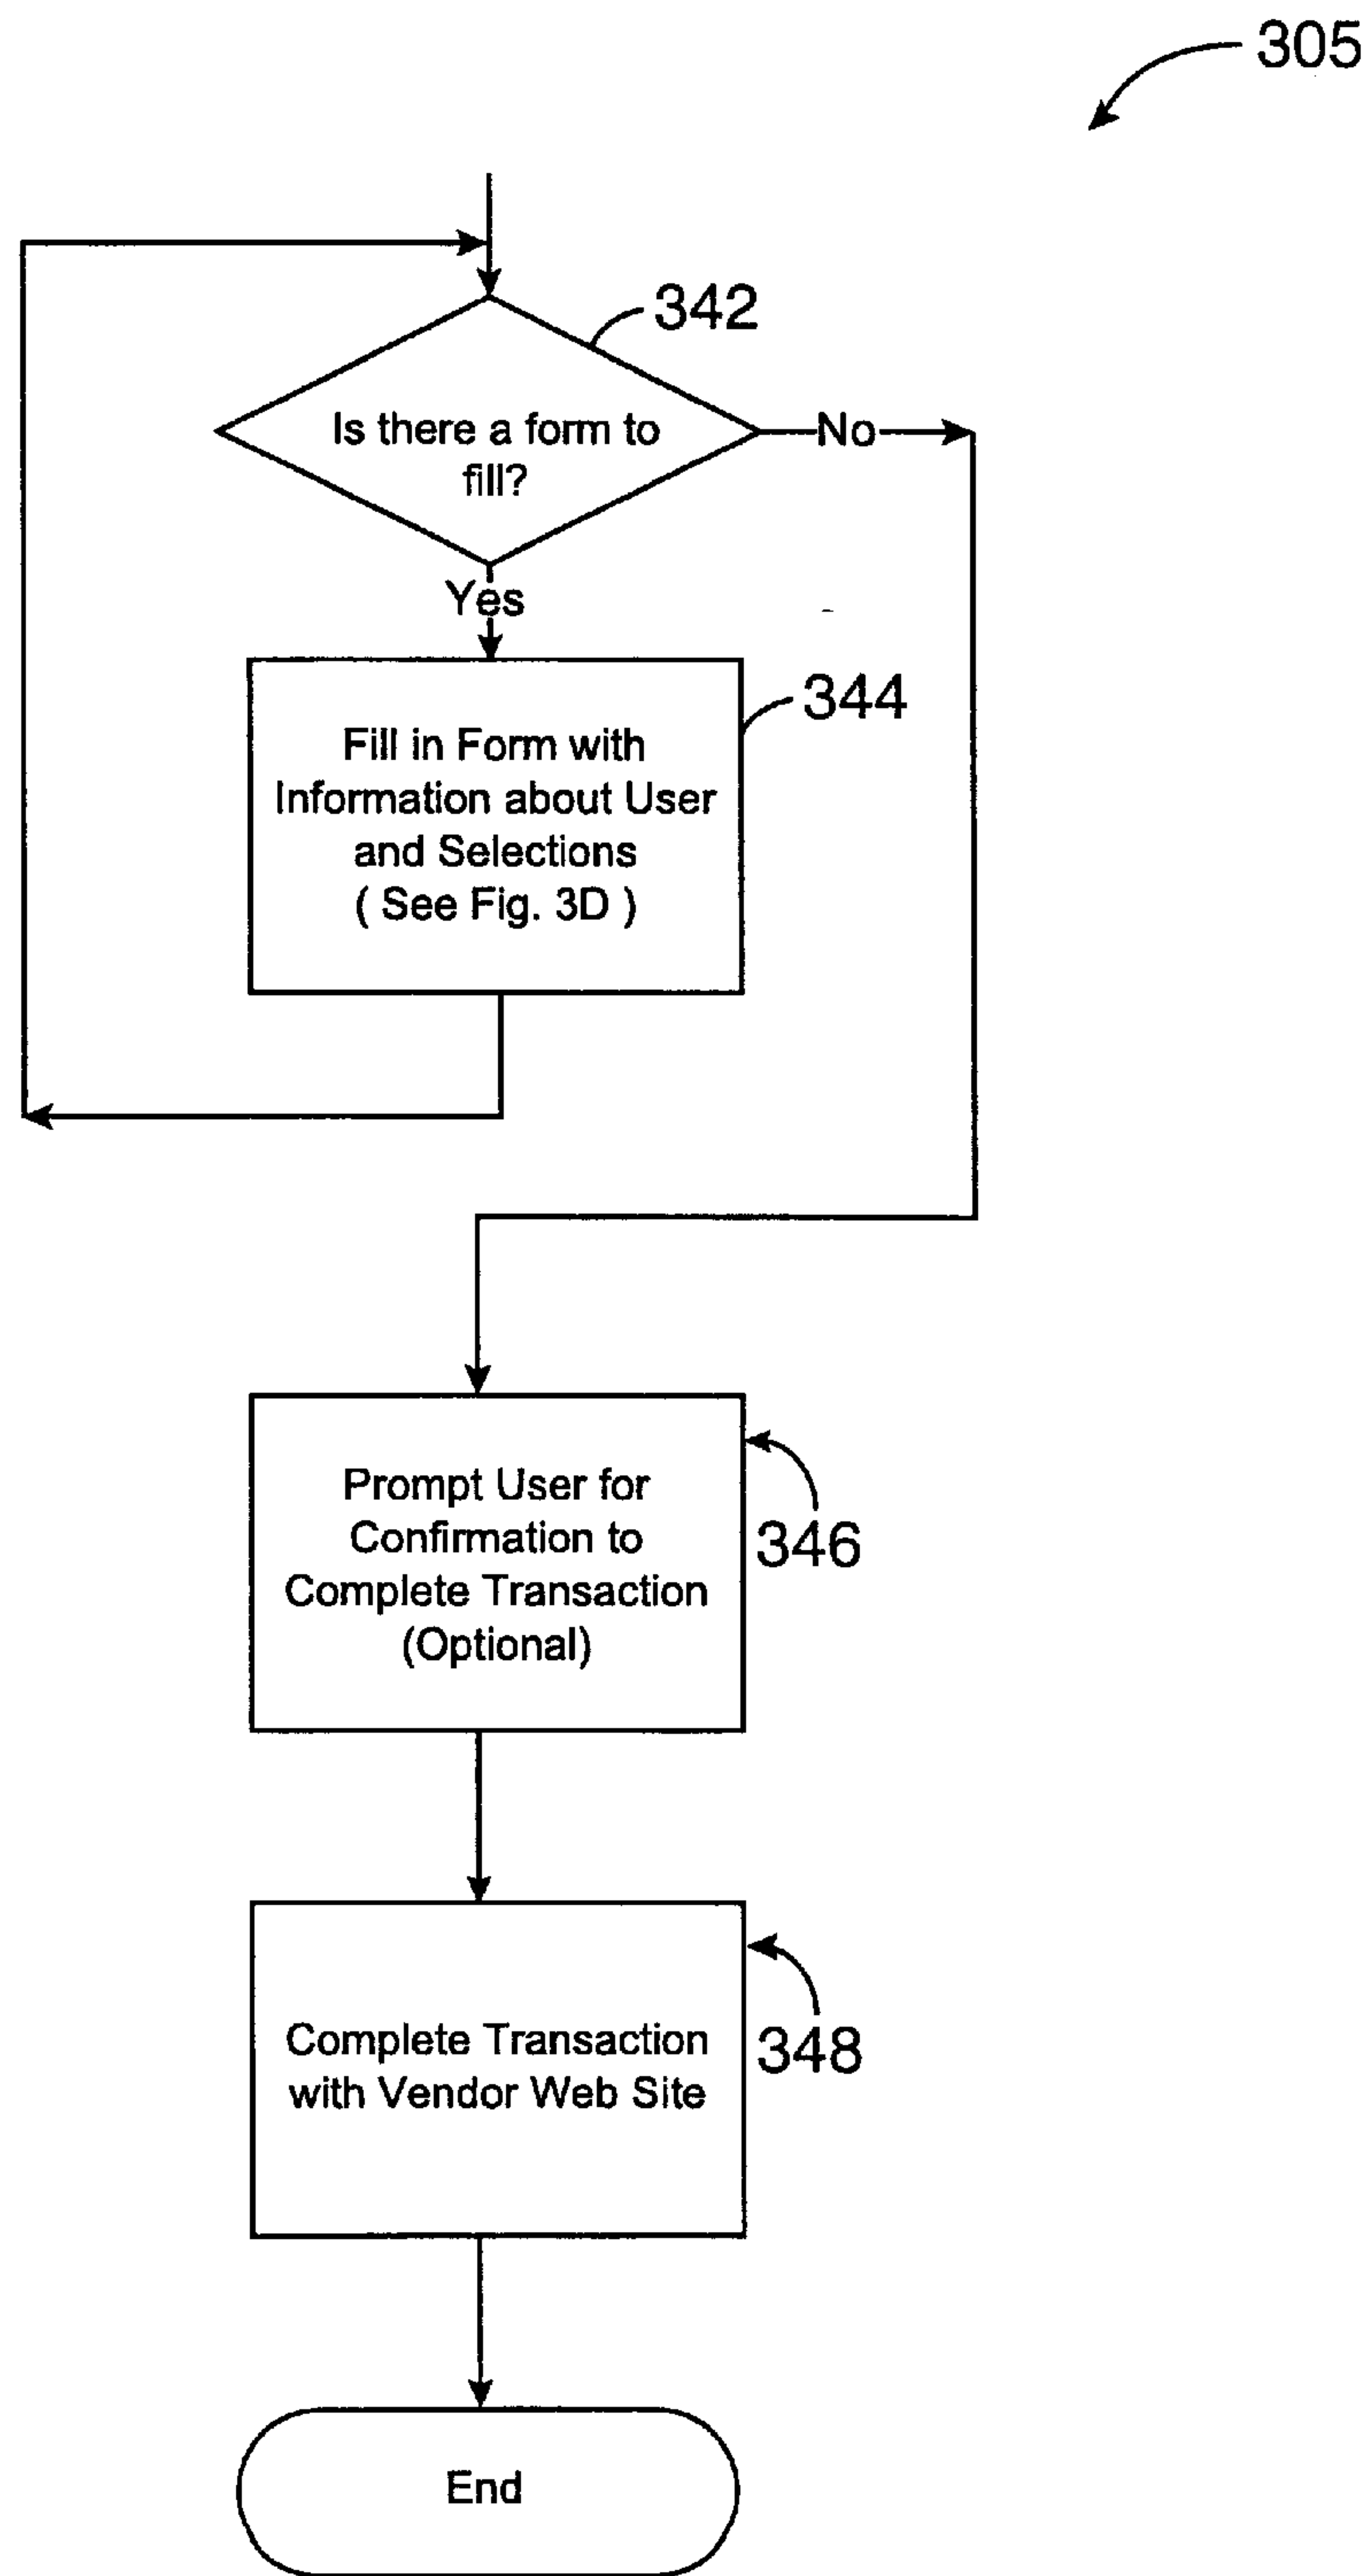 305
342
Is there a form to
fill?
No
Yes
344
Fill in Form with
Information about User
and Selections
( See Fig. 3D )
Prompt User for
Confirmation to
Complete Transaction
(Optional)
346
Complete Transaction
with Vendor Web Site
348
End